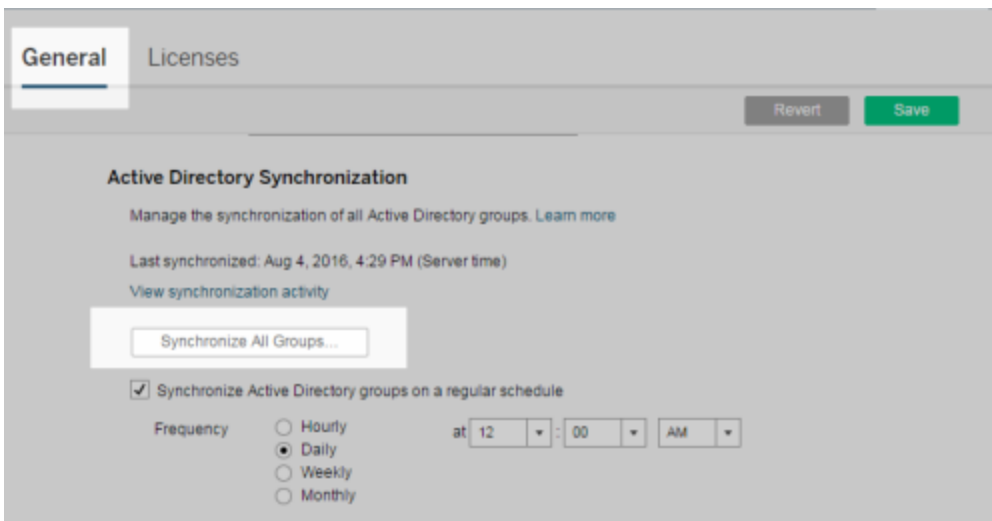 General Licenses
Revert Save
Active Directory Synchronization
Manage the synchronization of all Active Directory groups. Learn more
Last synchronized: Aug 4, 2016, 4:29 PM (Server time)
View synchronization activity
Synchronize All Groups...
Synchronize Active Directory groups on a regular schedule
Frequency Hourly at 12 : 00 AM
Daily
Weekly
Monthly